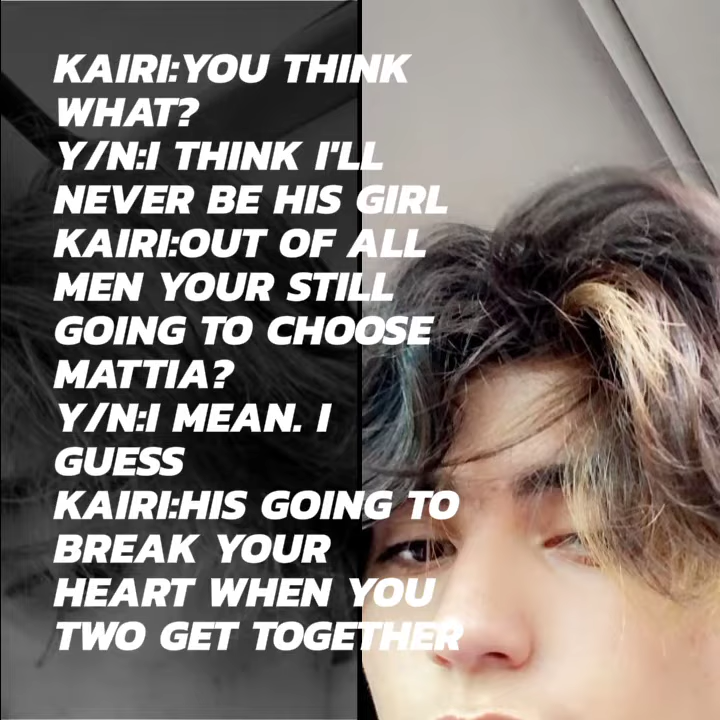 KAIRI:YOU THINK
WHAT?
Y/N:I THINK I'LL
NEVER BE HIS GIRL
KAIRI:OUT OF ALL
MEN YOUR STILL
GOING TO CHOOSE
MATTIA?
Y/N:I MEAN. I
GUESS
KAIRI:HIS GOING TO
BREAK YOUR
HEART WHEN YOU
TWO GET TOGETHER